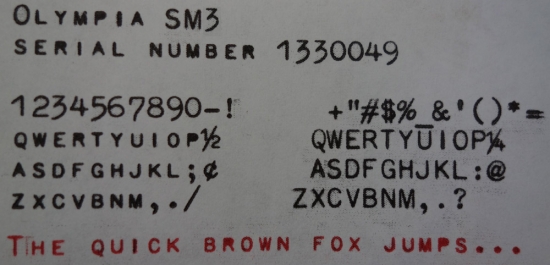 OLYMPIA SM3
SERIAL NUMBER 1330049
1234567890-! +"#$%_&'()*=
QWERTYUIOP½ QWERTYUIOP¼
ASDFGHJKL;¢ ASDFGHJKL:@
ZXCVBNM,./ ZXCVBNM,.?
THE QUICK BROWN FOX JUMPS...